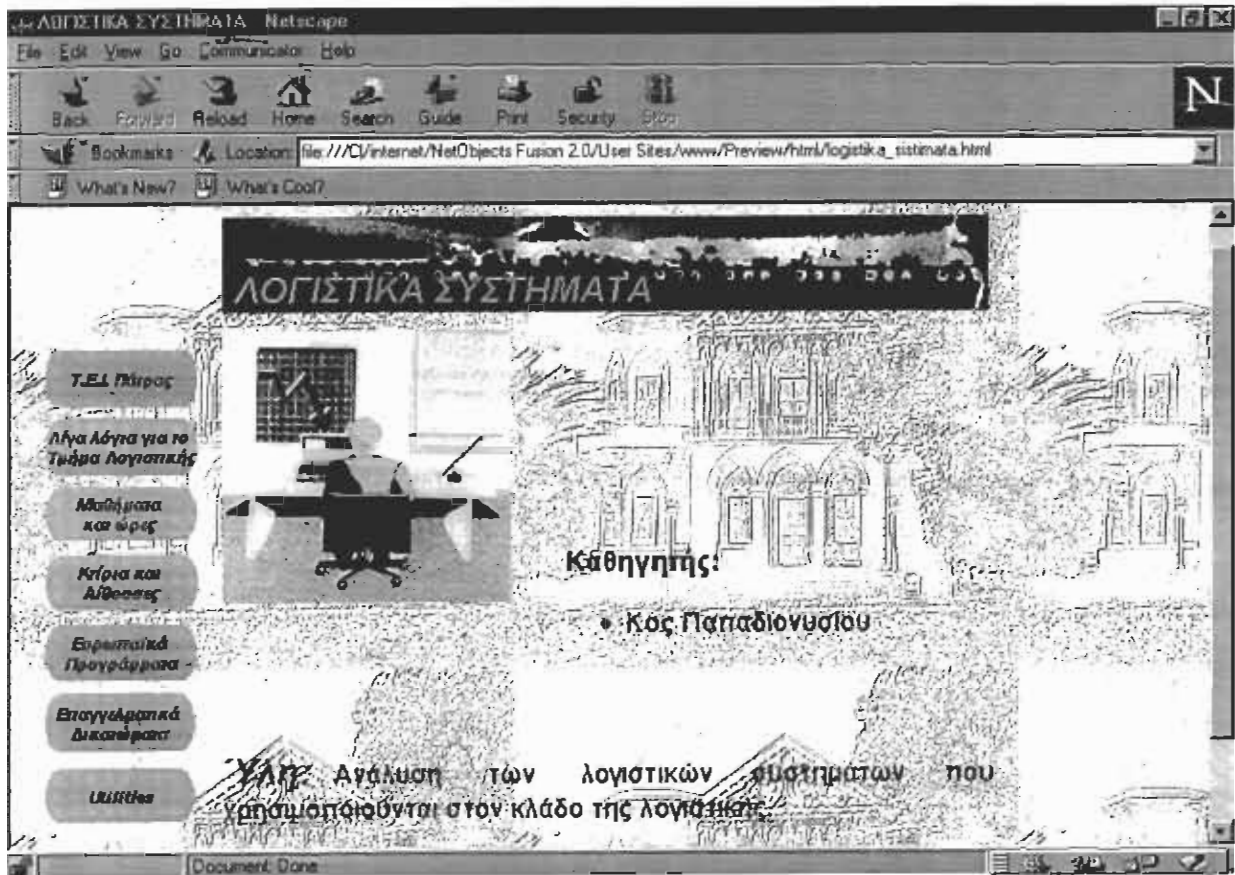 ΛΟΓΙΣΤΙΚΑ ΣΥΣΤΗΜΑΤΑ Netscape
File Edit View Go Communicator Help
Back Forward Reload Home Search Guide Print Security Stop
N
Bookmarks Location: file:///C|/internet/NetObjects Fusion 2.0/User Sites/www/Preview/html/logistika_sistimata.html
What's New? What's Cool?
ΛΟΓΙΣΤΙΚΑ ΣΥΣΤΗΜΑΤΑ
Τ.Ε.Ι. Πάτρας
Λίγα λόγια για το
Τμήμα Λογιστικής
Μαθήματα
και ώρες
Κτίρια και
Αίθουσες
Ευρωπαϊκά
Προγράμματα
Επαγγελματικά
Δικαιώματα
Utilities
Καθηγητής:
• Κος Παπαδιονυσίου
Ύλη: Ανάλυση των λογιστικών συστημάτων που
χρησιμοποιούνται στον κλάδο της λογιστικής.
Document: Done